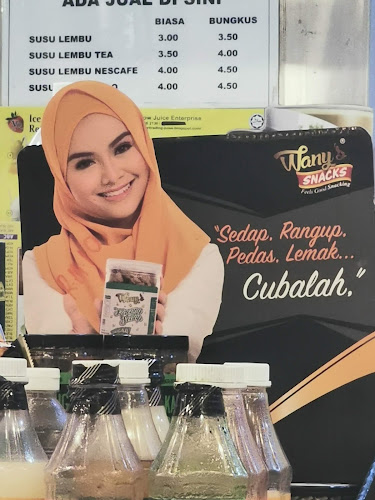 ADA JUAL DI SINI
BIASA BUNGKUS
SUSU LEMBU 3.00 3.50
SUSU LEMBU TEA 3.50 4.00
SUSU LEMBU NESCAFE 4.00 4.50
SUSU LEMBU 4.00 4.50
Ice
Juice Enterprise
Wany's
SNACKS
Feels Good Snacking
"Sedap, Rangup,
Pedas, Lemak...
Cubalah."
Wany's